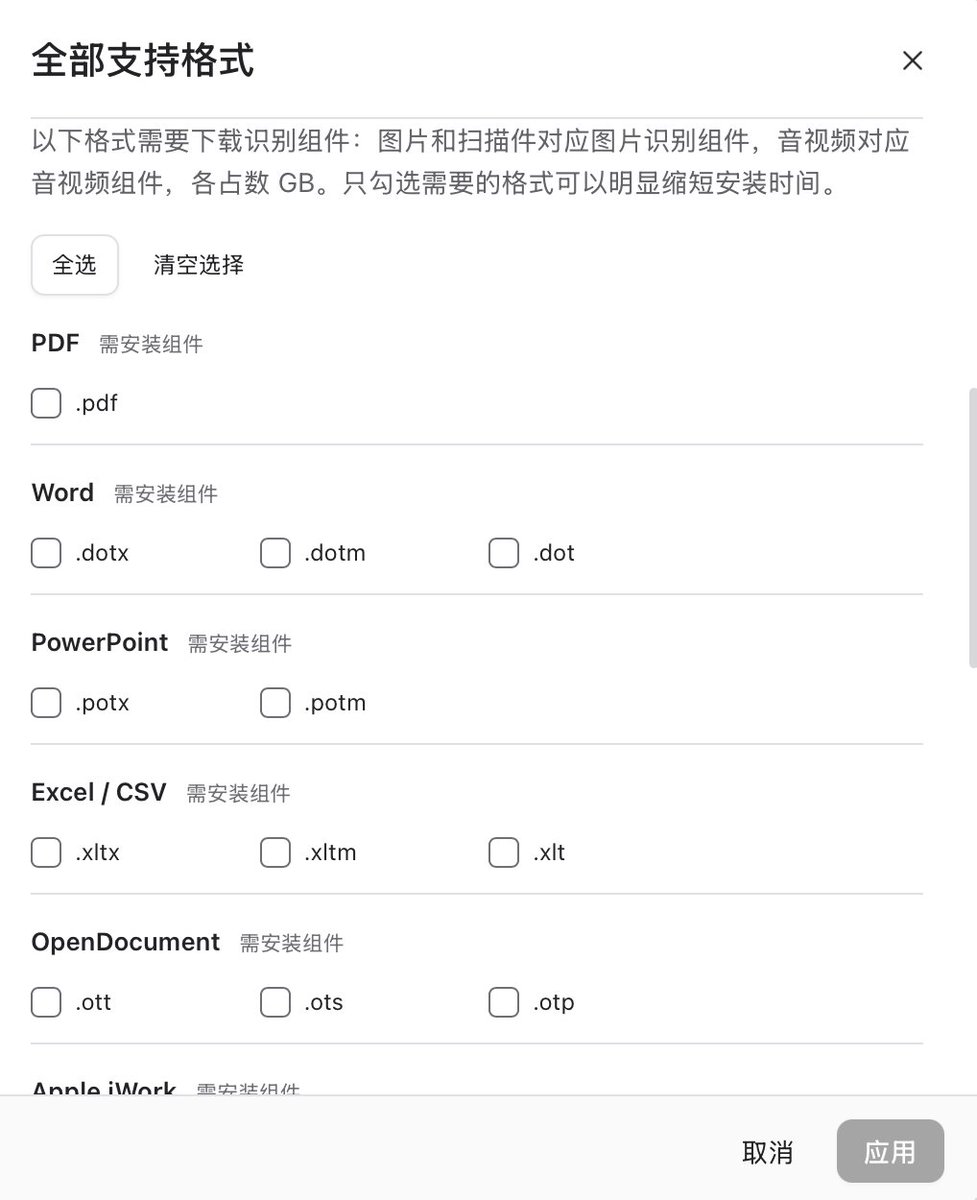 全部支持格式
以下格式需要下载识别组件：图片和扫描件对应图片识别组件，音视频对应
音视频组件，各占数 GB。只勾选需要的格式可以明显缩短安装时间。
全选 清空选择
PDF 需安装组件
.pdf
Word 需安装组件
.dotx .dotm .dot
PowerPoint 需安装组件
.potx .potm
Excel / CSV 需安装组件
.xltx .xltm .xlt
OpenDocument 需安装组件
.ott .ots .otp
Apple iWork 需安装组件
取消 应用